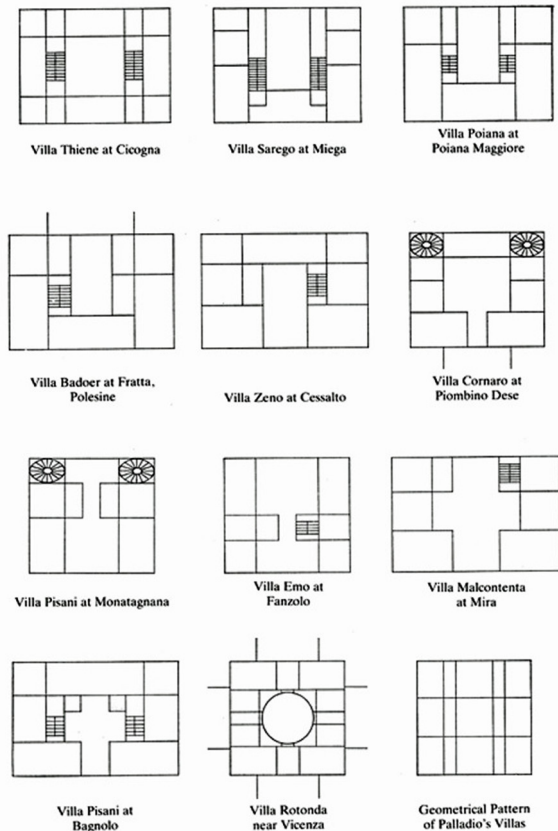 Villa Thiene at Cicogna
Villa Sarego at Miega
Villa Poiana at
Poiana Maggiore
Villa Badoer at Fratta,
Polesine
Villa Zeno at Cessalto
Villa Cornaro at
Piombino Dese
Villa Pisani at Monatagnana
Villa Emo at
Fanzolo
Villa Malcontenta
at Mira
Villa Pisani at
Bagnolo
Villa Rotonda
near Vicenza
Geometrical Pattern
of Palladio's Villas